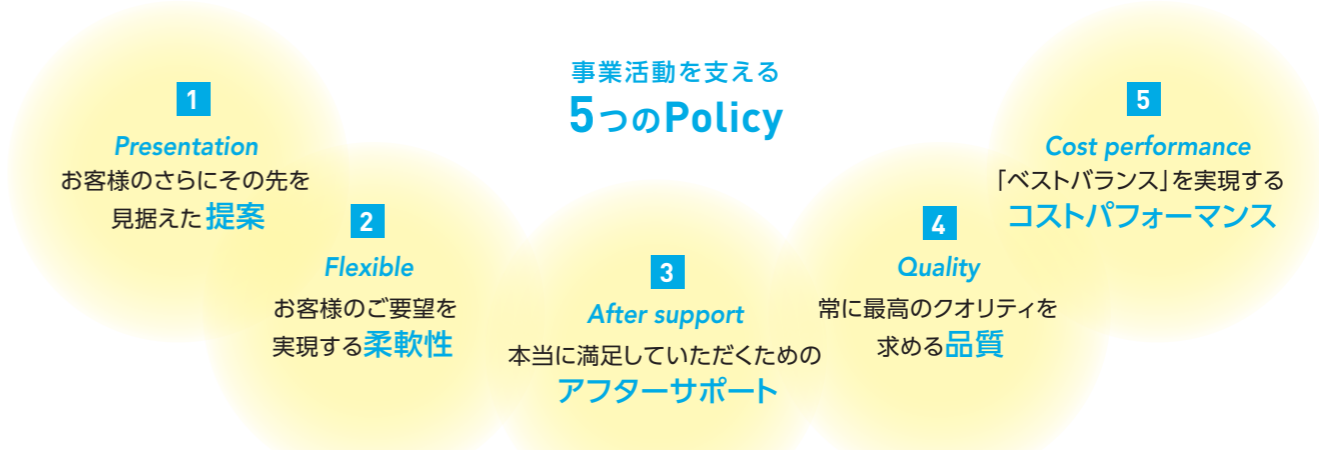 事業活動を支える
5つのPolicy
1
Presentation
お客様のさらにその先を
見据えた提案
2
Flexible
お客様のご要望を
実現する柔軟性
3
After support
本当に満足していただくための
アフターサポート
4
Quality
常に最高のクオリティを
求める品質
5
Cost performance
「ベストバランス」を実現する
コストパフォーマンス